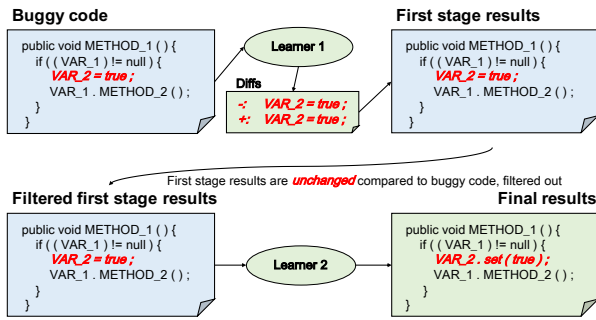 Buggy code
public void METHOD_1 ( ) {
if ( ( VAR_1 ) != null ) {
VAR_2 = true ;
VAR_1 . METHOD_2 ( ) ;
}
}
Learner 1
Diffs
-: VAR_2 = true ;
+: VAR_2 = true ;
First stage results
public void METHOD_1 ( ) {
if ( ( VAR_1 ) != null ) {
VAR_2 = true ;
VAR_1 . METHOD_2 ( ) ;
}
}
First stage results are unchanged compared to buggy code, filtered out
Filtered first stage results
public void METHOD_1 ( ) {
if ( ( VAR_1 ) != null ) {
VAR_2 = true ;
VAR_1 . METHOD_2 ( ) ;
}
}
Learner 2
Final results
public void METHOD_1 ( ) {
if ( ( VAR_1 ) != null ) {
VAR_2 . set ( true ) ;
VAR_1 . METHOD_2 ( ) ;
}
}